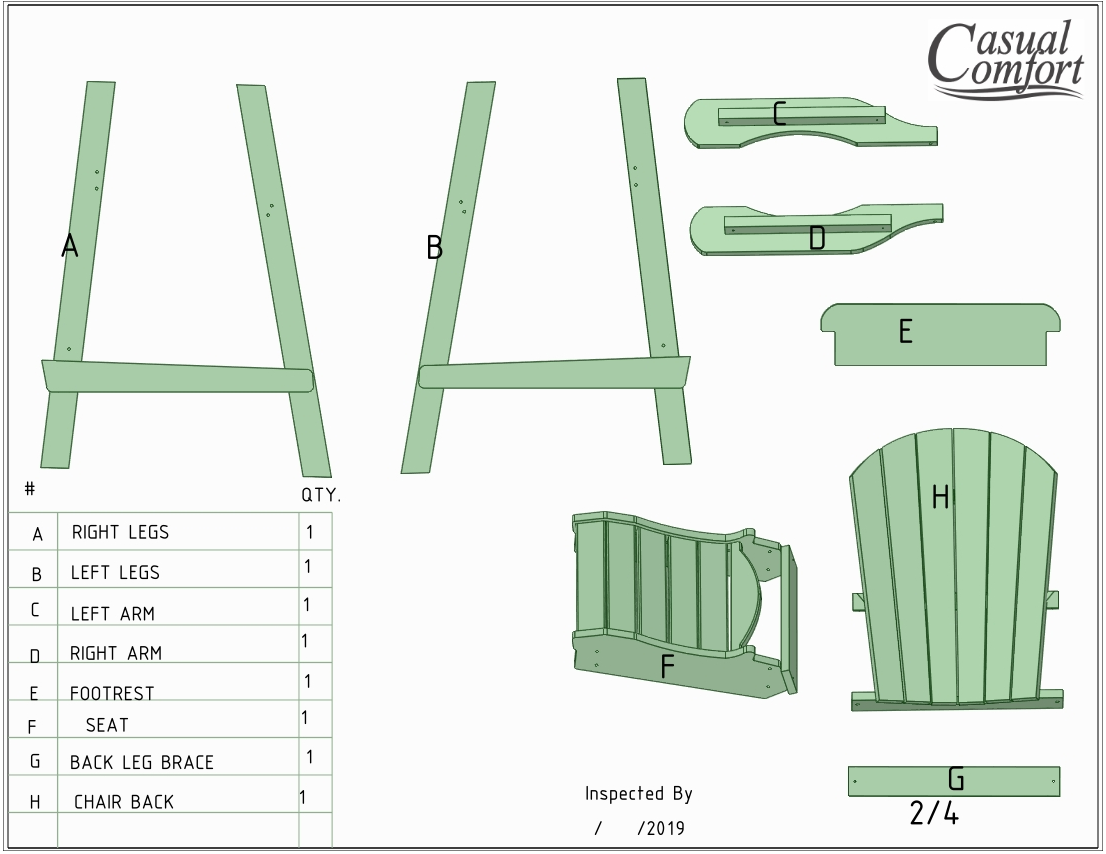 Casual
Comfort
A
B
C
D
E
H
F
G
2/4
# QTY.
A RIGHT LEGS 1
B LEFT LEGS 1
C LEFT ARM 1
D RIGHT ARM 1
E FOOTREST 1
F SEAT 1
G BACK LEG BRACE 1
H CHAIR BACK 1
Inspected By
/ /2019